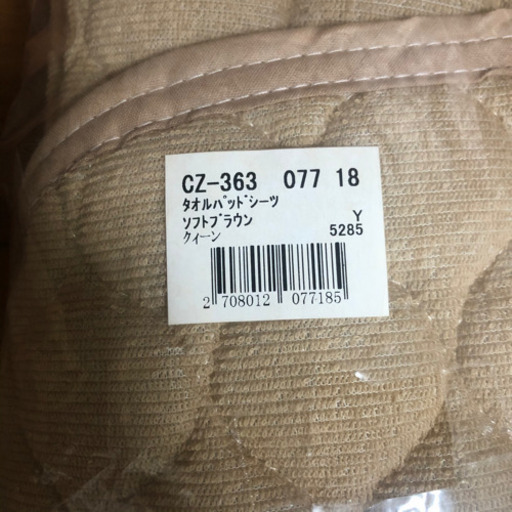 CZ-363 077 18
ﾀｵﾙﾊﾟｯﾄﾞｼｰﾂ
ｿﾌﾄﾌﾞﾗｳﾝ Y
ｸｨｰﾝ 5285
2 708012 077185